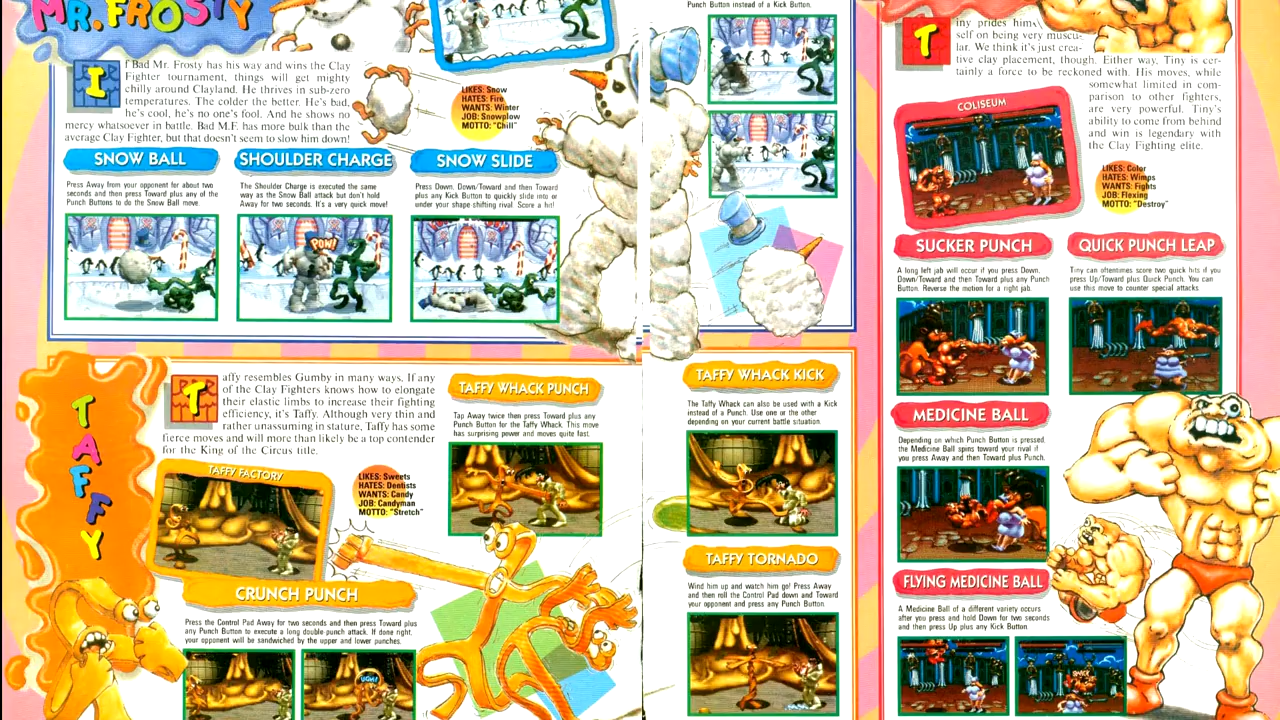 MR. FROSTY
If Bad Mr. Frosty has his way and wins the Clay
Fighter tournament, things will get mighty
chilly around Clayland. He thrives in sub-zero
temperatures. The colder the better. He's bad,
he's cool, he's no one's fool. And he shows no
mercy whatsoever in battle. Bad M.F. has more bulk than the
average Clay Fighter, but that doesn't seem to slow him down!
LIKES: Snow
HATES: Fire
WANTS: Winter
JOB: Snowplow
MOTTO: "Chill"
SNOW BALL
Press Away from your opponent for about two
seconds and then press Toward plus any of the
Punch Buttons to do the Snow Ball move.
SHOULDER CHARGE
The Shoulder Charge is executed the same
way as the Snow Ball attack but don't hold
Away for two seconds. It's a very quick move!
POW!
SNOW SLIDE
Press Down, Down/Toward and then Toward
plus any Kick Button to quickly slide into or
under your shape shifting rival. Score a hit!
Punch Button instead of a Kick Button.
TAFFY
Taffy resembles Gumby in many ways. If any
of the Clay Fighters knows how to elongate
their elastic limbs to increase their fighting
efficiency, it's Taffy. Although very thin and
rather unassuming in stature, Taffy has some
fierce moves and will more than likely be a top contender
for the King of the Circus title.
TAFFY FACTORY
LIKES: Sweets
HATES: Dentists
WANTS: Candy
JOB: Candyman
MOTTO: "Stretch"
CRUNCH PUNCH
Press the Control Pad Away for two seconds and then press Toward plus
any Punch Button to execute a long double-punch attack. If done right,
your opponent will be sandwiched by the upper and lower punches.
UGH!
TAFFY WHACK PUNCH
Tap Away twice then press Toward plus any
Punch Button for the Taffy Whack. This move
has surprising power and moves quite fast.
TAFFY WHACK KICK
The Taffy Whack can also be used with a Kick
instead of a Punch. Use one or the other
depending on your current battle situation.
TAFFY TORNADO
Wind him up and watch him go! Press Away
and then roll the Control Pad down and Toward
your opponent and press any Punch Button.
Tiny prides him\
self on being very muscu-
lar. We think it's just crea-
tive clay placement, though. Either way, Tiny is cer-
tainly a force to be reckoned with. His moves, while
somewhat limited in com-
parison to other fighters,
are very powerful. Tiny's
ability to come from behind
and win is legendary with
the Clay Fighting elite.
COLISEUM
LIKES: Color
HATES: Wimps
WANTS: Fights
JOB: Flexing
MOTTO: "Destroy"
SUCKER PUNCH
A long left jab will occur if you press Down,
Down/Toward and then Toward plus any Punch
Button. Reverse the motion for a right jab.
QUICK PUNCH LEAP
Tiny can oftentimes score two quick hits if you
press Up/Toward plus Quick Punch. You can
use this move to counter special attacks.
MEDICINE BALL
Depending on which Punch Button is pressed,
the Medicine Ball spins toward your rival if
you press Away and then Toward plus Punch.
FLYING MEDICINE BALL
A Medicine Ball of a different variety occurs
after you press and hold Down for two seconds
and then press Up plus any Kick Button.